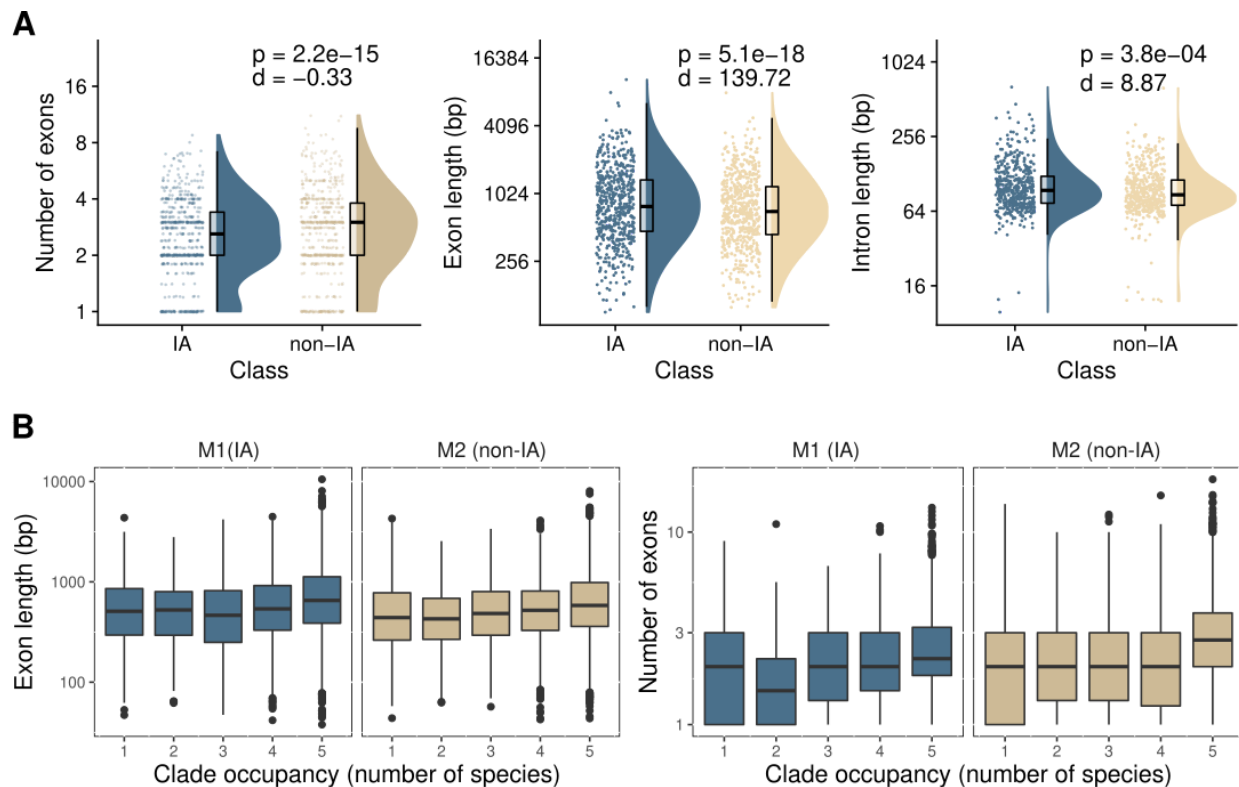 A
Number of exons
16
8
4
2
1
p = 2.2e−15
d = −0.33
IA
non−IA
Class
Exon length (bp)
16384
4096
1024
256
p = 5.1e−18
d = 139.72
IA
non−IA
Class
Intron length (bp)
1024
256
64
16
p = 3.8e−04
d = 8.87
IA
non−IA
Class
B
M1(IA)
M2 (non-IA)
Exon length (bp)
10000
1000
100
1 2 3 4 5
1 2 3 4 5
Clade occupancy (number of species)
M1 (IA)
M2 (non-IA)
Number of exons
10
3
1
1 2 3 4 5
1 2 3 4 5
Clade occupancy (number of species)